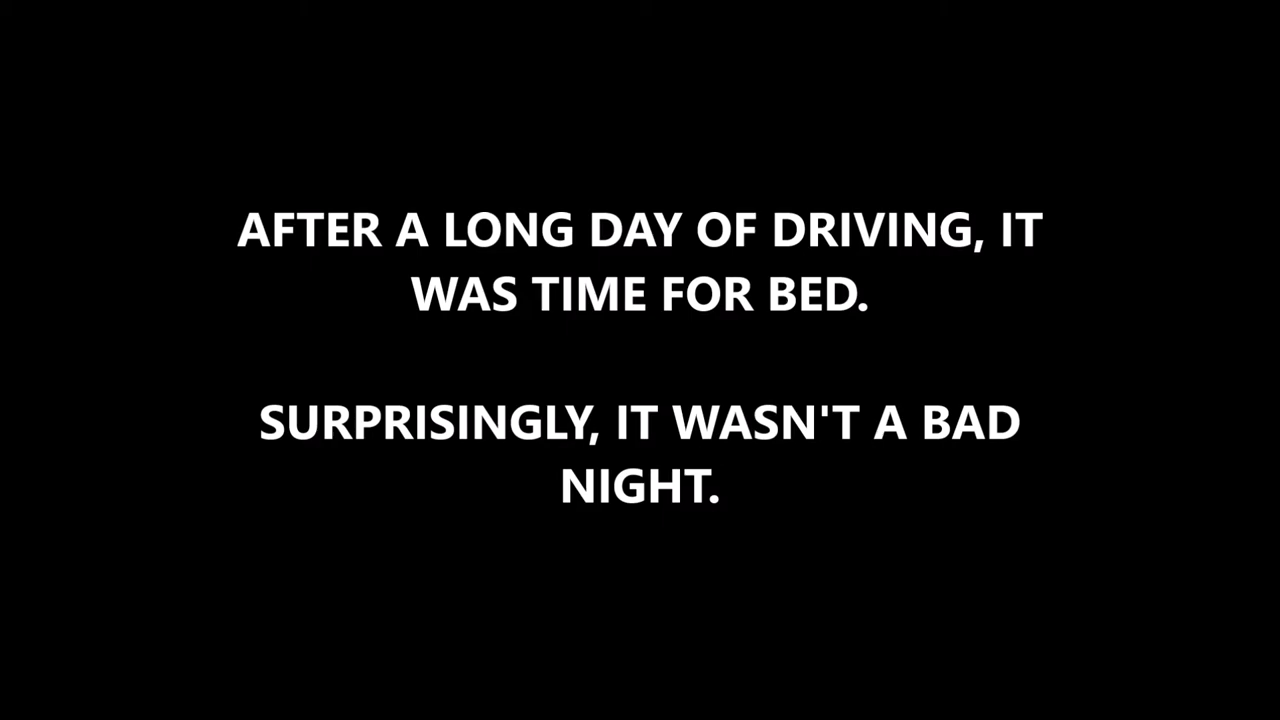 AFTER A LONG DAY OF DRIVING, IT
WAS TIME FOR BED.
SURPRISINGLY, IT WASN'T A BAD
NIGHT.